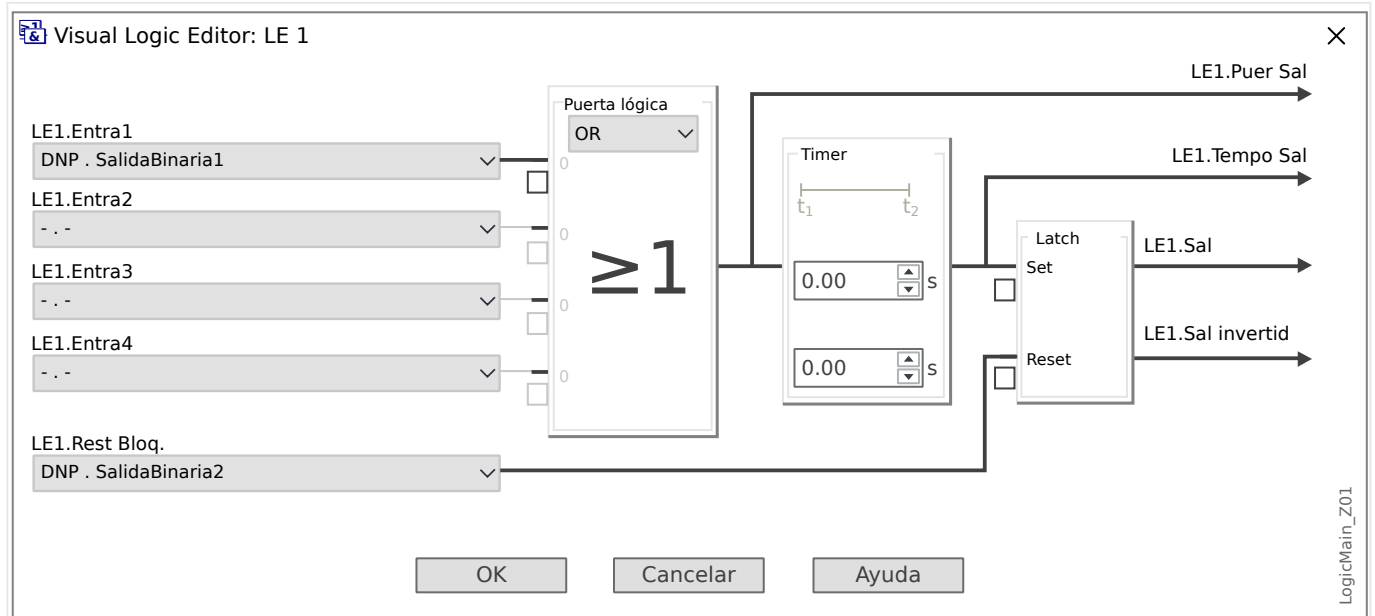 ≥1
&
Visual Logic Editor: LE 1
LE1.Puer Sal
Puerta lógica
OR
LE1.Entra1
DNP . SalidaBinaria1
0
Timer
LE1.Tempo Sal
LE1.Entra2
- . -
0
t1 t2
≥1
Latch
LE1.Sal
Set
LE1.Entra3
- . -
0
0.00 s
LE1.Entra4
- . -
0
0.00 s
Reset
LE1.Sal invertid
LE1.Rest Bloq.
DNP . SalidaBinaria2
OK
Cancelar
Ayuda
LogicMain_Z01